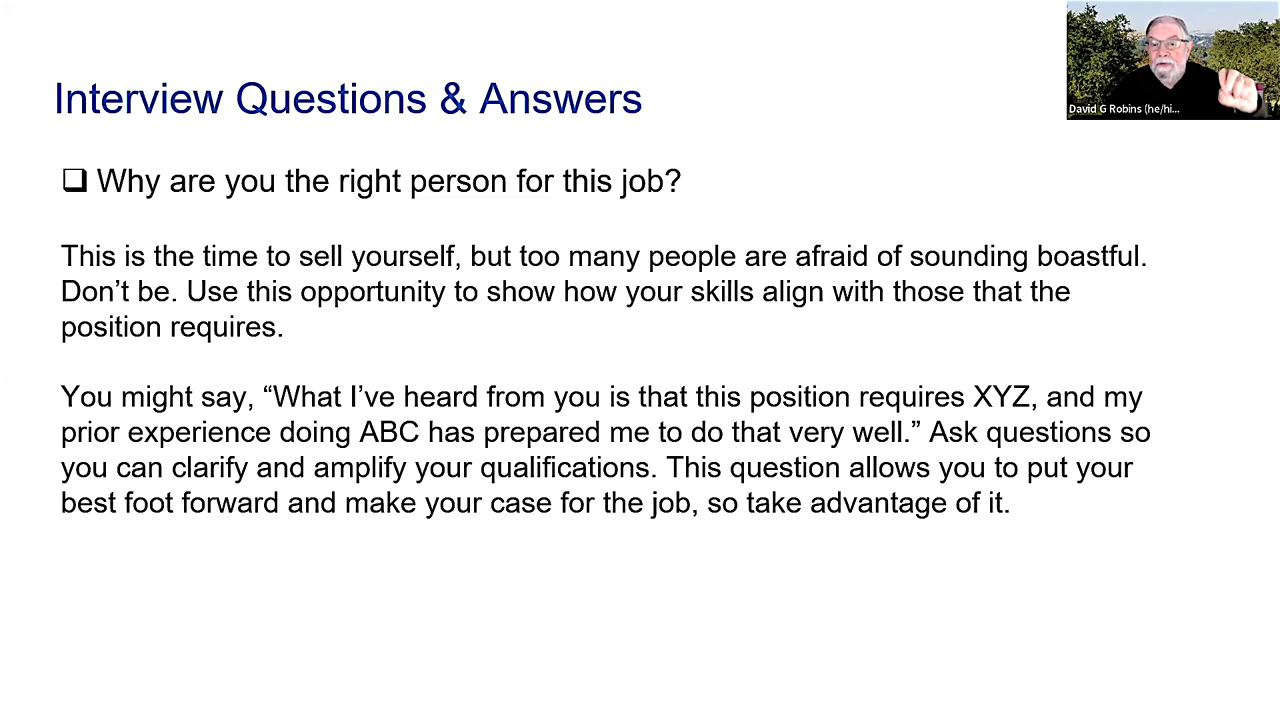 Interview Questions & Answers
David G Robins (he/hi...
❑ Why are you the right person for this job?
This is the time to sell yourself, but too many people are afraid of sounding boastful.
Don’t be. Use this opportunity to show how your skills align with those that the
position requires.
You might say, “What I’ve heard from you is that this position requires XYZ, and my
prior experience doing ABC has prepared me to do that very well.” Ask questions so
you can clarify and amplify your qualifications. This question allows you to put your
best foot forward and make your case for the job, so take advantage of it.